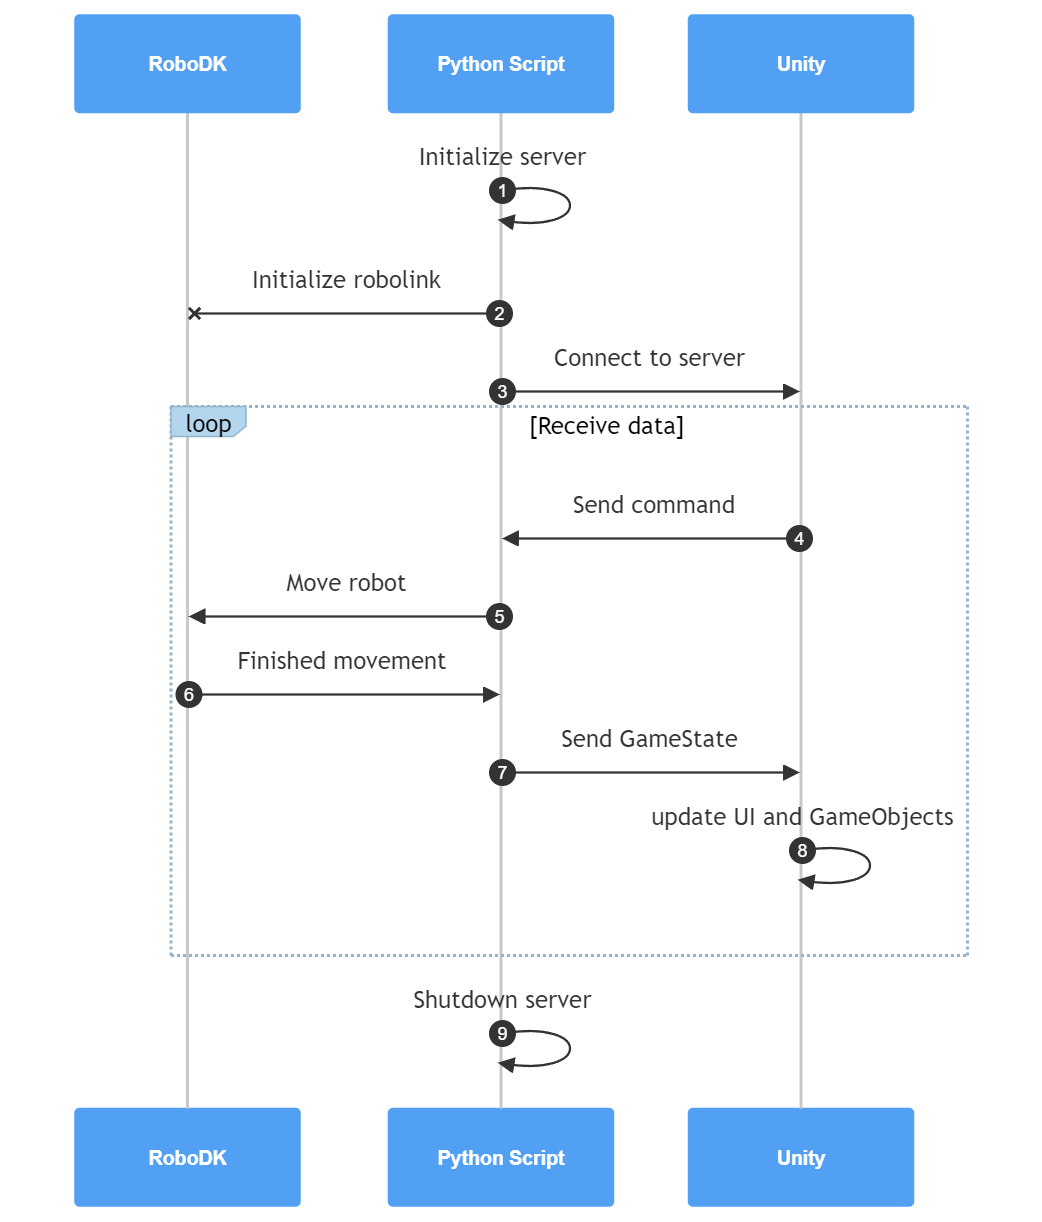 RoboDK
Python Script
Unity
Initialize server
1
Initialize robolink
2
Connect to server
3
loop
[Receive data]
Send command
4
Move robot
5
Finished movement
6
Send GameState
7
update UI and GameObjects
8
Shutdown server
9
RoboDK
Python Script
Unity